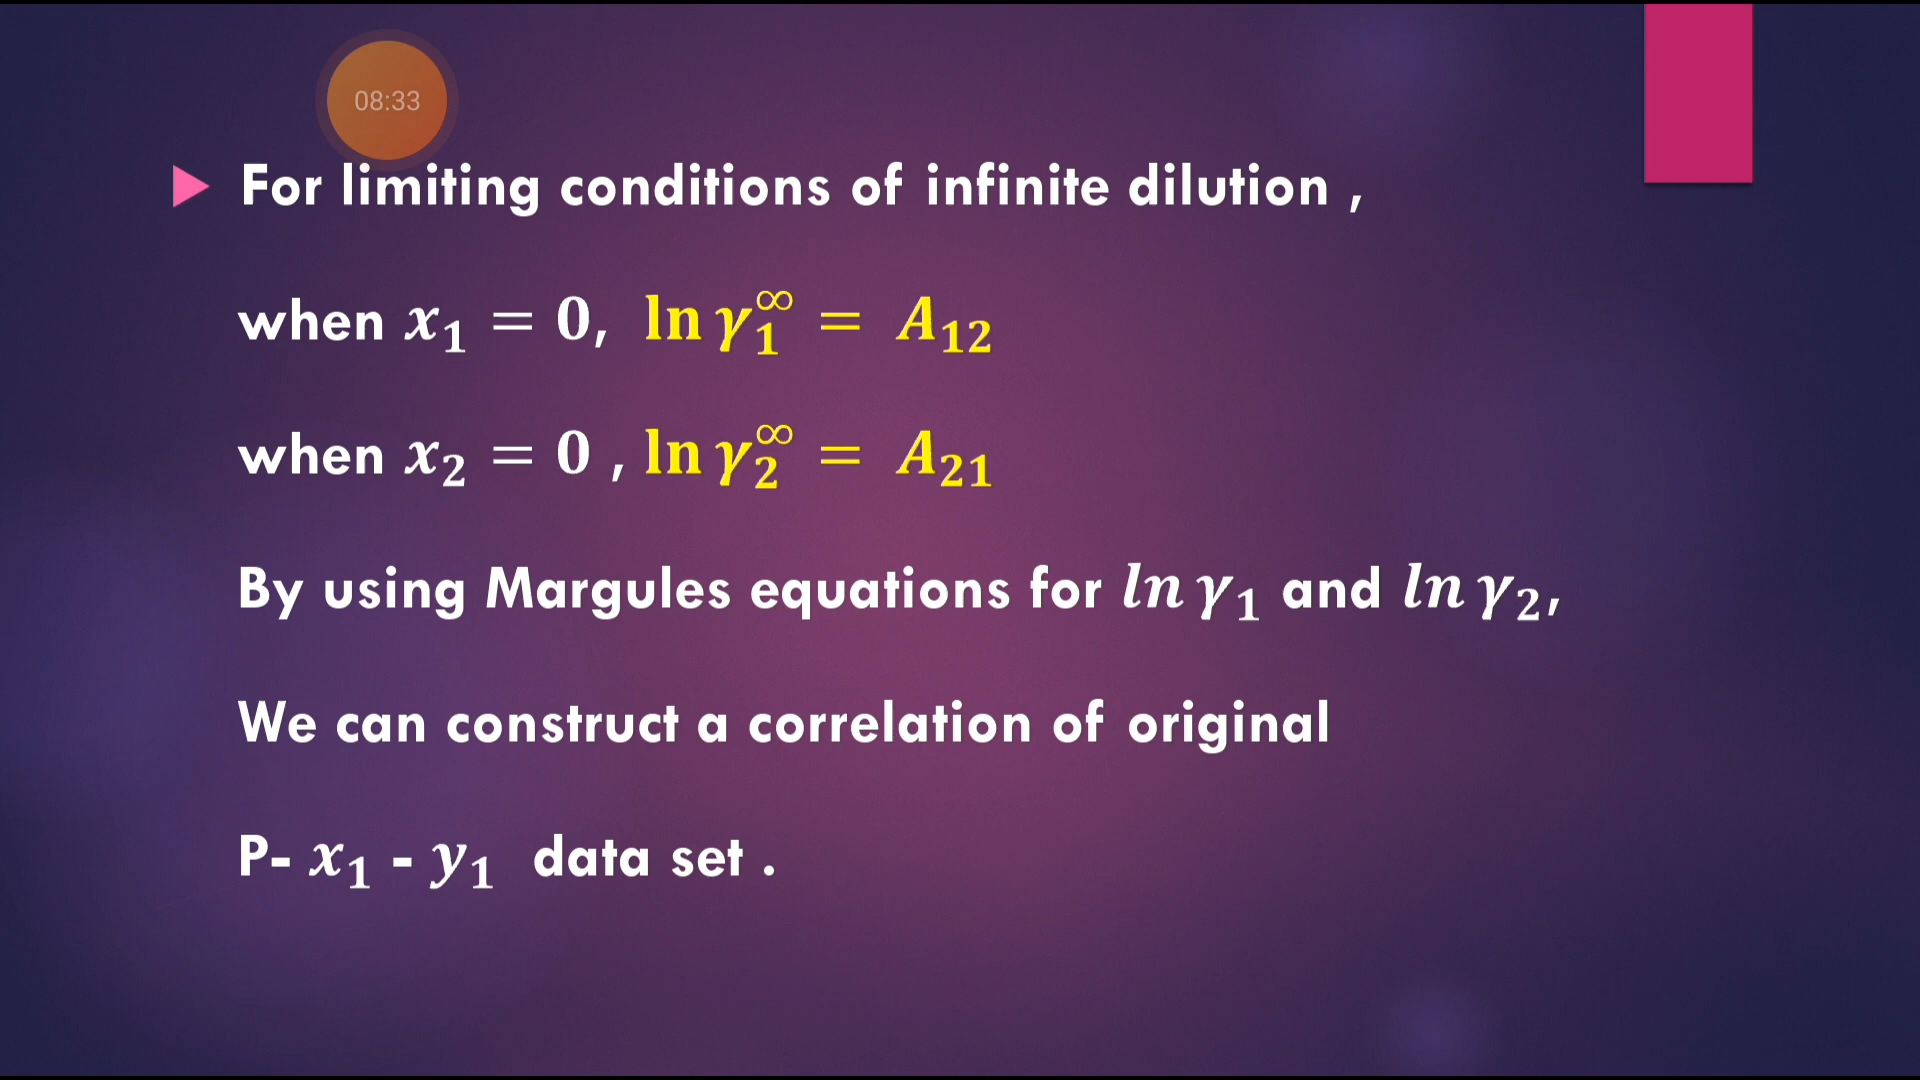 08:33
For limiting conditions of infinite dilution ,
when x₁ = 0, ln γ₁^∞ = A₁₂
when x₂ = 0 , ln γ₂^∞ = A₂₁
By using Margules equations for ln γ₁ and ln γ₂,
We can construct a correlation of original
P- x₁ - y₁ data set .